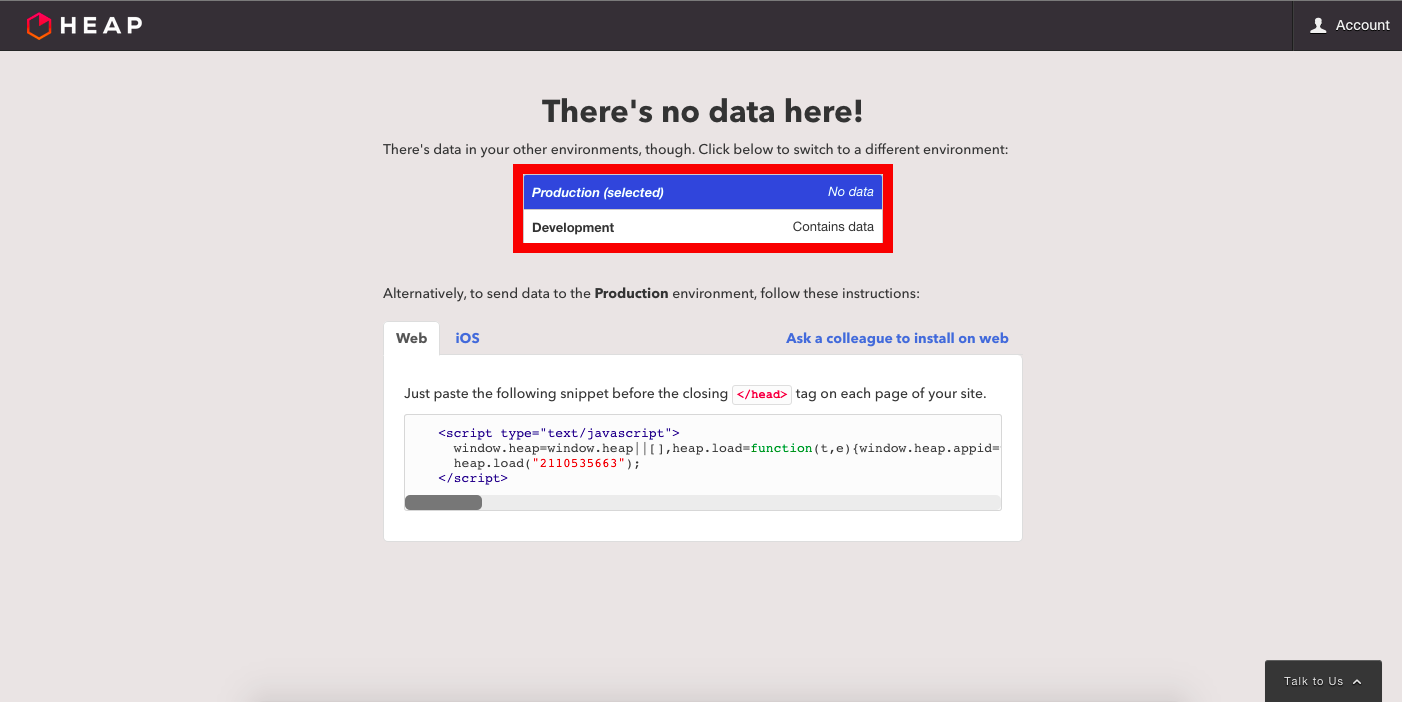 HEAP
Account
There's no data here!
There's data in your other environments, though. Click below to switch to a different environment:
Production (selected) No data
Development Contains data
Alternatively, to send data to the Production environment, follow these instructions:
Web iOS Ask a colleague to install on web
Just paste the following snippet before the closing </head> tag on each page of your site.
<script type="text/javascript">
window.heap=window.heap||[],heap.load=function(t,e){window.heap.appid=
heap.load("2110535663");
</script>
Talk to Us